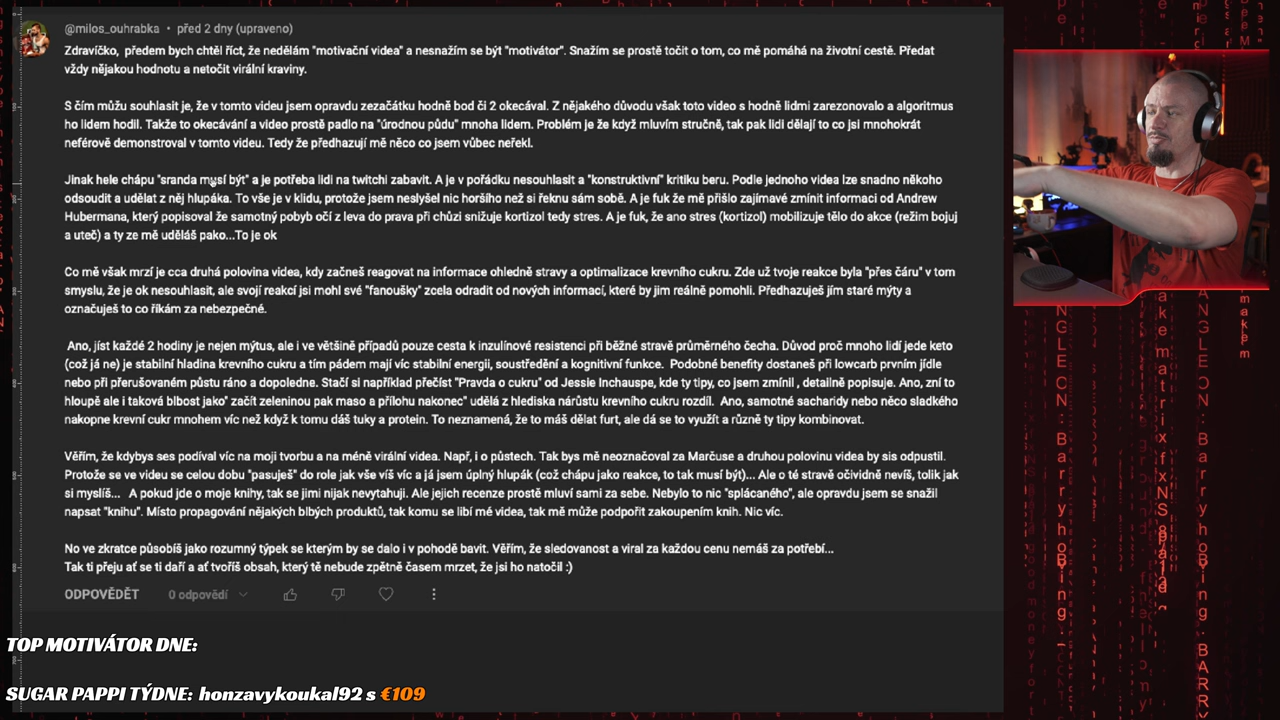 @milos_ouhrabka • před 2 dny (upraveno)
Zdravíčko, předem bych chtěl říct, že nedělám "motivační videa" a nesnažím se být "motivátor". Snažím se prostě točit o tom, co mě pomáhá na životní cestě. Předat
vždy nějakou hodnotu a netočit virální kraviny.
S čím můžu souhlasit je, že v tomto videu jsem opravdu zezačátku hodně bod či 2 okecával. Z nějakého důvodu však toto video s hodně lidmi zarezonovalo a algoritmus
ho lidem hodil. Takže to okecávání a video prostě padlo na "úrodnou půdu" mnoha lidem. Problém je že když mluvím stručně, tak pak lidi dělají to co jsi mnohokrát
neférově demonstroval v tomto videu. Tedy že předhazují mě něco co jsem vůbec neřekl.
Jinak hele chápu "sranda musí být" a je potřeba lidi na twitchi zabavit. A je v pořádku nesouhlasit a "konstruktivní" kritiku beru. Podle jednoho videa lze snadno někoho
odsoudit a udělat z něj hlupáka. To vše je v klidu, protože jsem neslyšel nic horšího než si řeknu sám sobě. A je fuk že mě přišlo zajímavé zmínit informaci od Andrew
Hubermana, který popisoval že samotný pobyb očí z leva do prava při chůzi snižuje kortizol tedy stres. A je fuk, že ano stres (kortizol) mobilizuje tělo do akce (režim bojuj
a uteč) a ty ze mě uděláš pako...To je ok
Co mě však mrzí je cca druhá polovina videa, kdy začneš reagovat na informace ohledně stravy a optimalizace krevního cukru. Zde už tvoje reakce byla "přes čáru" v tom
smyslu, že je ok nesouhlasit, ale svojí reakcí jsi mohl své "fanoušky" zcela odradit od nových informací, které by jim reálně pomohli. Předhazuješ jím staré mýty a
označuješ to co říkám za nebezpečné.
Ano, jíst každé 2 hodiny je nejen mýtus, ale i ve většině případů pouze cesta k inzulínové resistenci při běžné stravě průměrného čecha. Důvod proč mnoho lidí jede keto
(což já ne) je stabilní hladina krevního cukru a tím pádem mají víc stabilní energii, soustředění a kognitivní funkce. Podobné benefity dostaneš při lowcarb prvním jídle
nebo při přerušovaném půstu ráno a dopoledne. Stačí si například přečíst "Pravda o cukru" od Jessie Inchauspe, kde ty tipy, co jsem zmínil , detailně popisuje. Ano, zní to
hloupě ale i taková blbost jako" začít zeleninou pak maso a přílohu nakonec" udělá z hlediska nárůstu krevního cukru rozdíl. Ano, samotné sacharidy nebo něco sladkého
nakopne krevní cukr mnohem víc než když k tomu dáš tuky a protein. To neznamená, že to máš dělat furt, ale dá se to využít a různě ty tipy kombinovat.
Věřím, že kdybys ses podíval víc na moji tvorbu a na méně virální videa. Např, i o půstech. Tak bys mě neoznačoval za Marčuse a druhou polovinu videa by sis odpustil.
Protože se ve videu se celou dobu "pasuješ" do role jak vše víš víc a já jsem úplný hlupák (což chápu jako reakce, to tak musí být)... Ale o té stravě očividně nevíš, tolik jak
si myslíš... A pokud jde o moje knihy, tak se jimi nijak nevytahuji. Ale jejich recenze prostě mluví sami za sebe. Nebylo to nic "splácaného", ale opravdu jsem se snažil
napsat "knihu". Místo propagování nějakých blbých produktů, tak komu se libí mé videa, tak mě může podpořit zakoupením knih. Nic víc.
No ve zkratce působíš jako rozumný týpek se kterým by se dalo i v pohodě bavit. Věřím, že sledovanost a viral za každou cenu nemáš za potřebí...
Tak ti přeju ať se ti daří a ať tvoříš obsah, který tě nebude zpětně časem mrzet, že jsi ho natočil :)
ODPOVĚDĚT 0 odpovědí
TOP MOTIVÁTOR DNE:
SUGAR PAPPI TÝDNE: honzavykoukal92 s €109